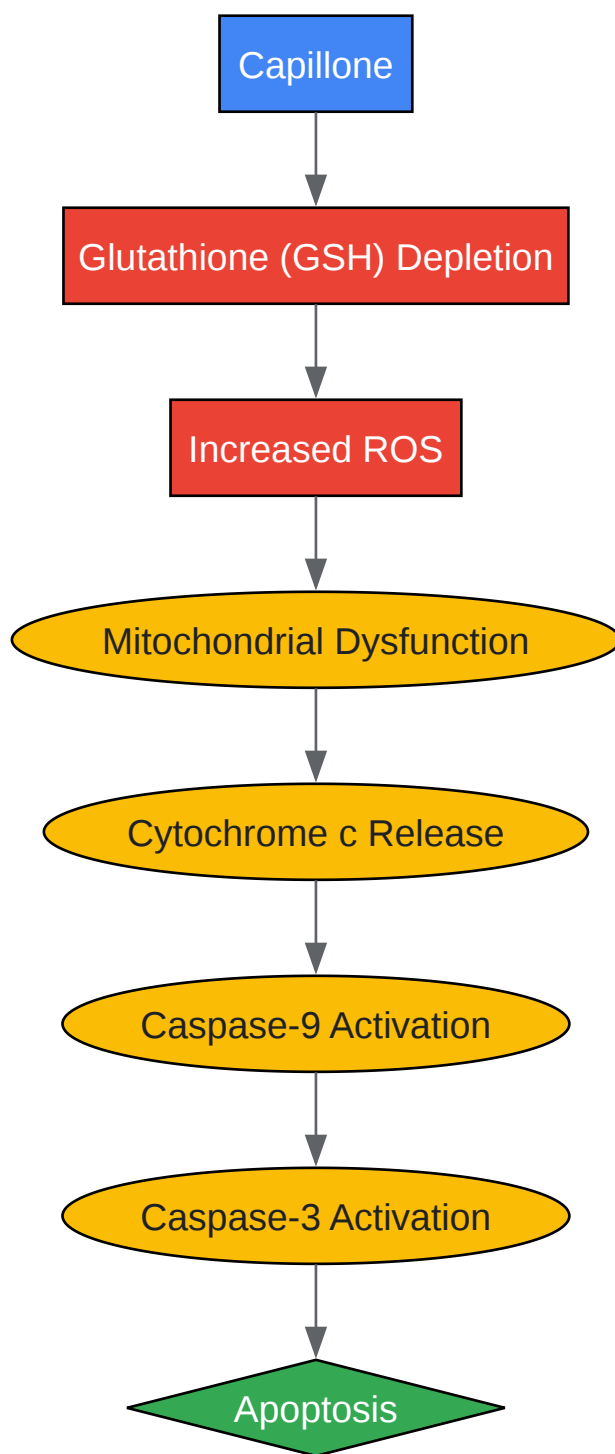 Capillone
Glutathione (GSH) Depletion
Increased ROS
Mitochondrial Dysfunction
Cytochrome c Release
Caspase-9 Activation
Caspase-3 Activation
Apoptosis